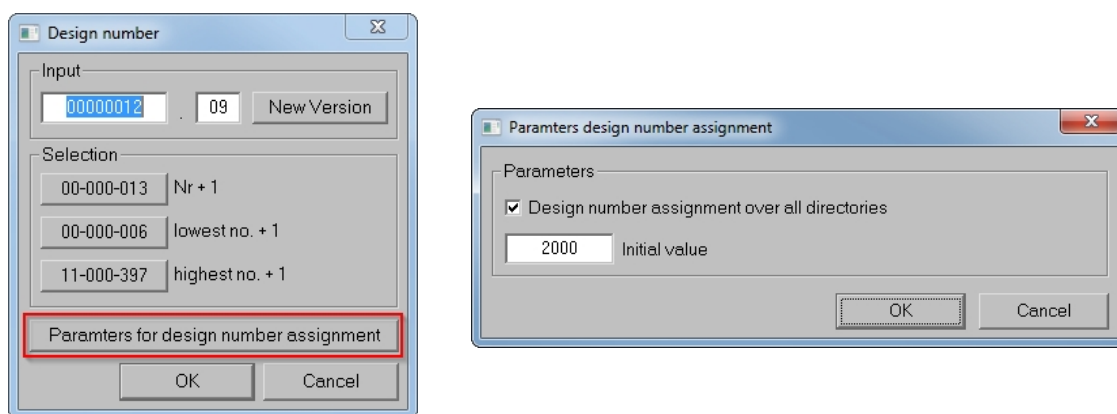 Design number
Input
00000012 . 09 New Version
Selection
00-000-013 Nr + 1
00-000-006 lowest no. + 1
11-000-397 highest no. + 1
Paramters for design number assignment
OK Cancel
Paramters design number assignment
Parameters
Design number assignment over all directories
2000 Initial value
OK Cancel